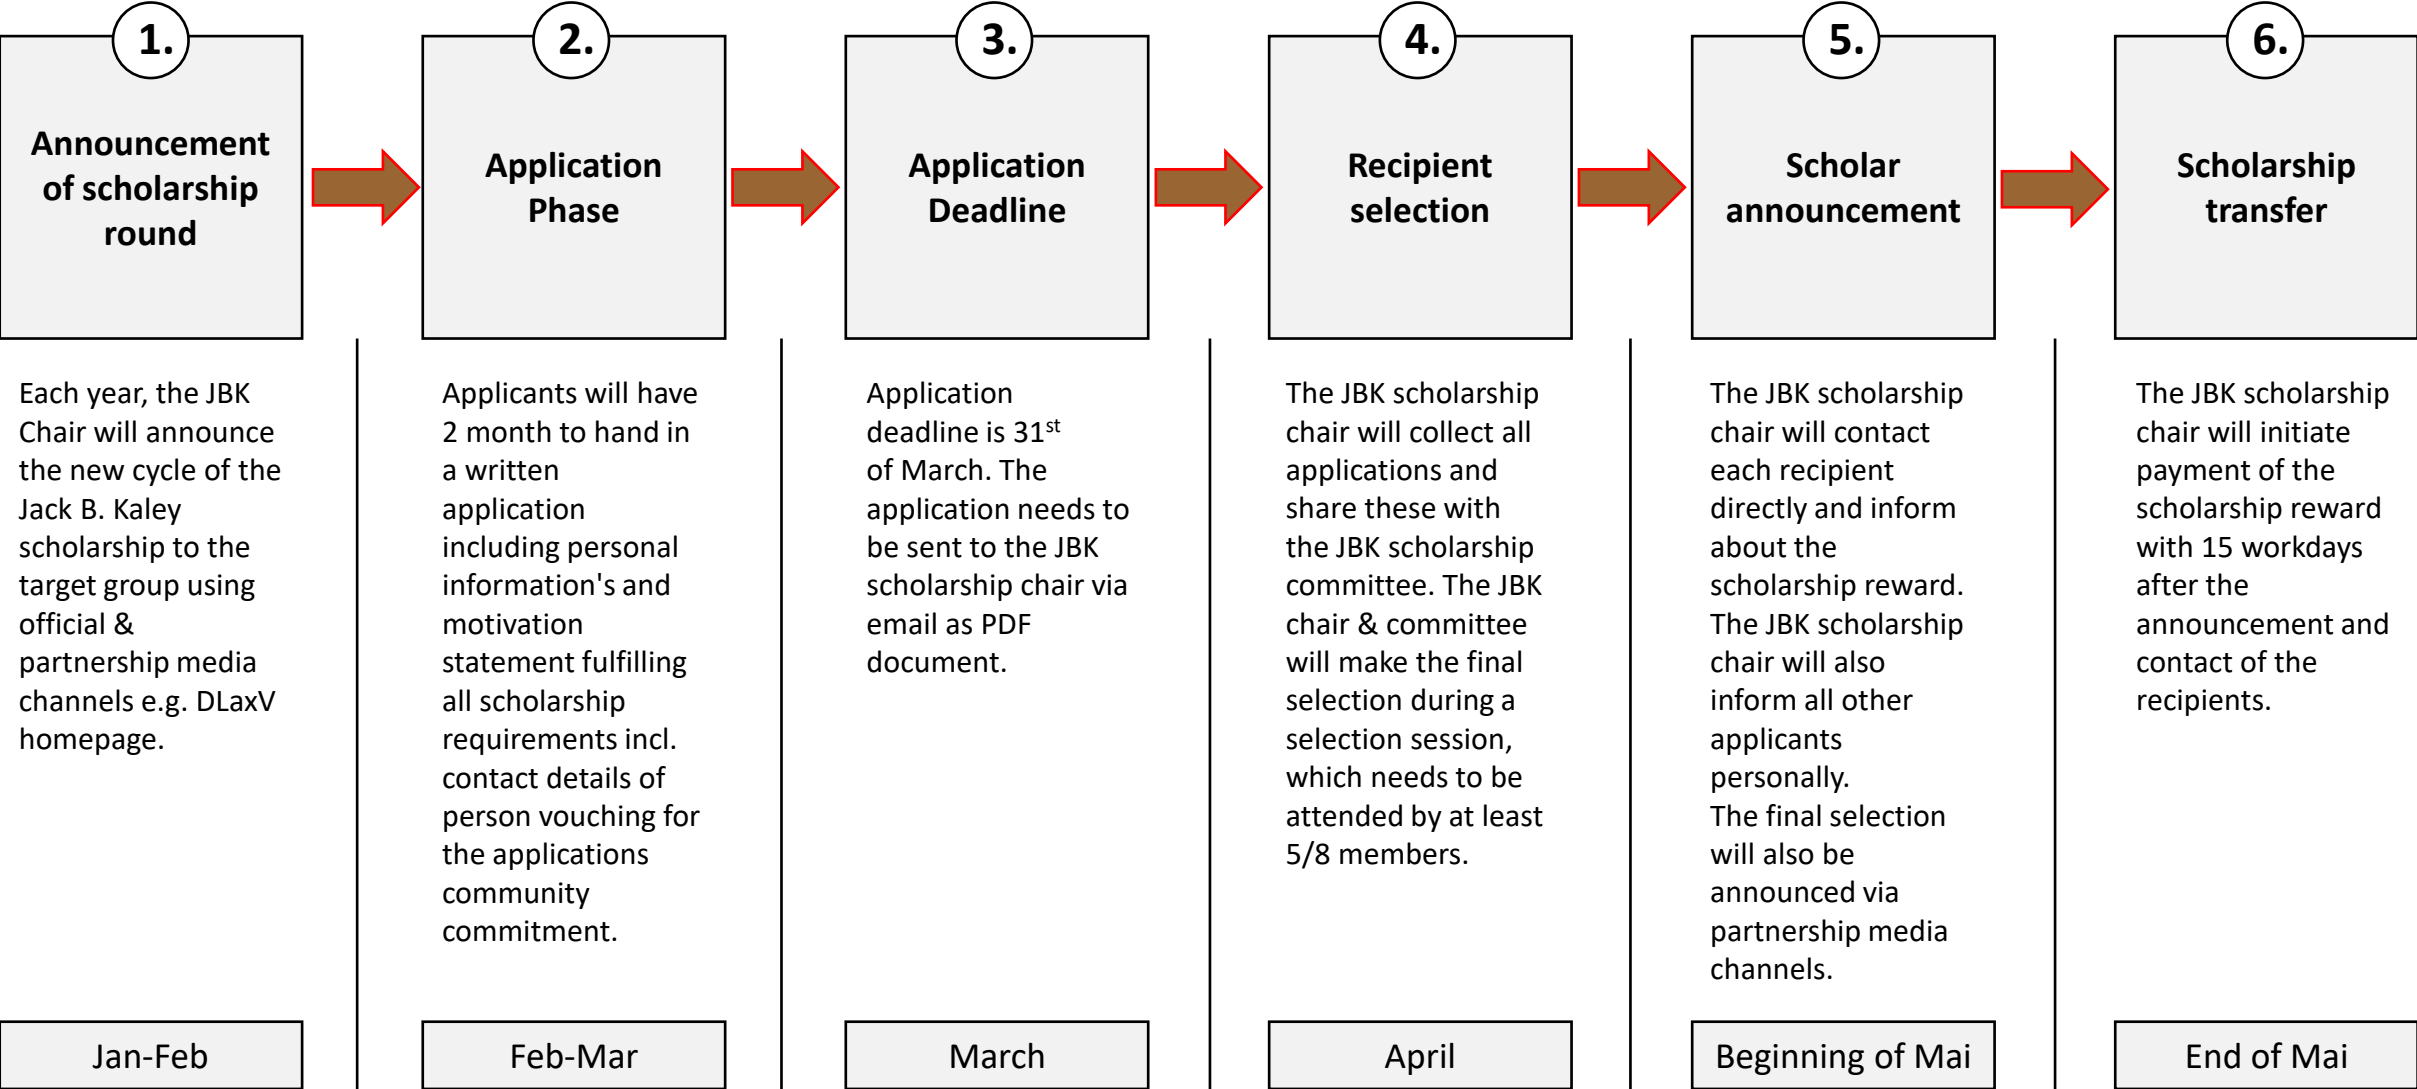 1.
Announcement
of scholarship
round
Each year, the JBK
Chair will announce
the new cycle of the
Jack B. Kaley
scholarship to the
target group using
official &
partnership media
channels e.g. DLaxV
homepage.
Jan-Feb
2.
Application
Phase
Applicants will have
2 month to hand in
a written
application
including personal
information's and
motivation
statement fulfilling
all scholarship
requirements incl.
contact details of
person vouching for
the applications
community
commitment.
Feb-Mar
3.
Application
Deadline
Application
deadline is 31st
of March. The
application needs to
be sent to the JBK
scholarship chair via
email as PDF
document.
March
4.
Recipient
selection
The JBK scholarship
chair will collect all
applications and
share these with
the JBK scholarship
committee. The JBK
chair & committee
will make the final
selection during a
selection session,
which needs to be
attended by at least
5/8 members.
April
5.
Scholar
announcement
The JBK scholarship
chair will contact
each recipient
directly and inform
about the
scholarship reward.
The JBK scholarship
chair will also
inform all other
applicants
personally.
The final selection
will also be
announced via
partnership media
channels.
Beginning of Mai
6.
Scholarship
transfer
The JBK scholarship
chair will initiate
payment of the
scholarship reward
with 15 workdays
after the
announcement and
contact of the
recipients.
End of Mai